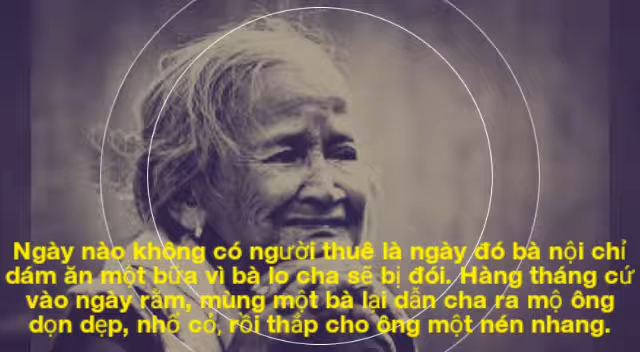 Ngày nào không có người thuê là ngày đó bà nội chỉ
dám ăn một bữa vì bà lo cha sẽ bị đói. Hàng tháng cứ
vào ngày rằm, mùng một bà lại dẫn cha ra mộ ông
dọn dẹp, nhổ cỏ, rồi thắp cho ông một nén nhang.